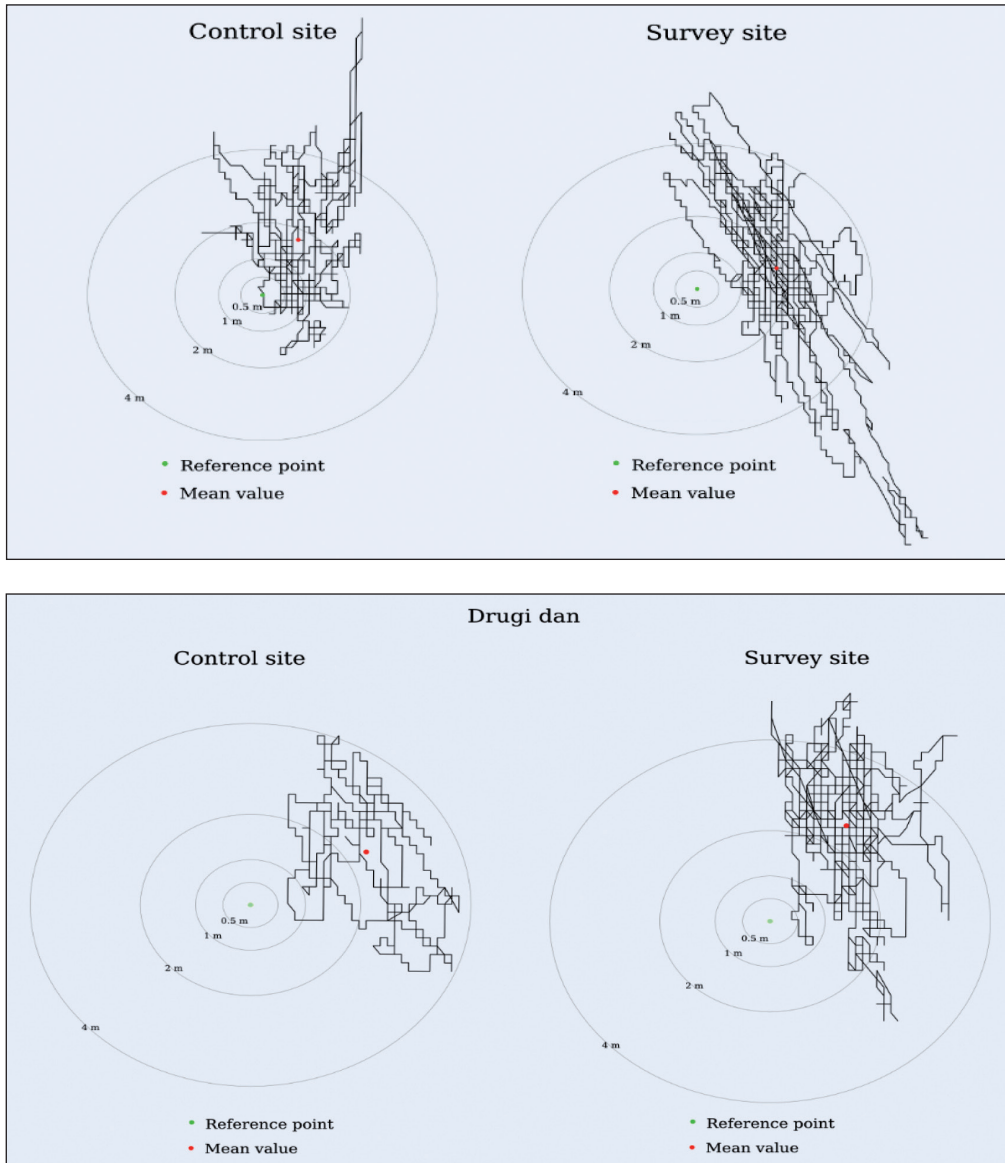 Control site
Survey site
0.5 m
1 m
2 m
4 m
0.5 m
1 m
2 m
4 m
Reference point
Mean value
Reference point
Mean value
Drugi dan
Control site
Survey site
0.5 m
1 m
2 m
4 m
0.5 m
1 m
2 m
4 m
Reference point
Mean value
Reference point
Mean value